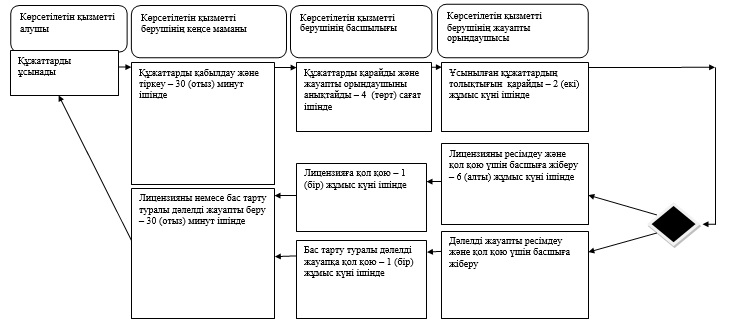 Көрсетілетін қызметті
алушы
Көрсетілетін қызметті
берушінің кеңсе маманы
Көрсетілетін қызметті
берушінің басшылығы
Көрсетілетін қызметті
берушінің жауапты
орындаушысы
Құжаттарды
ұсынады
Құжаттарды қабылдау және
тіркеу – 30 (отыз) минут
ішінде
Құжаттарды қарайды және
жауапты орындаушыны
анықтайды – 4 (төрт) сағат
ішінде
Ұсынылған құжаттардың
толықтығын қарайды – 2 (екі)
жұмыс күні ішінде
Лицензияны ресімдеу және
қол қою үшін басшыға жіберу
– 6 (алты) жұмыс күні ішінде
Лицензияға қол қою – 1
(бір) жұмыс күні ішінде
Лицензияны немесе бас тарту
туралы дәлелді жауапты беру
– 30 (отыз) минут ішінде
Дәлелді жауапты ресімдеу
және қол қою үшін басшыға
жіберу
Бас тарту туралы дәлелді
жауапқа қол қою – 1 (бір)
жұмыс күні ішінде